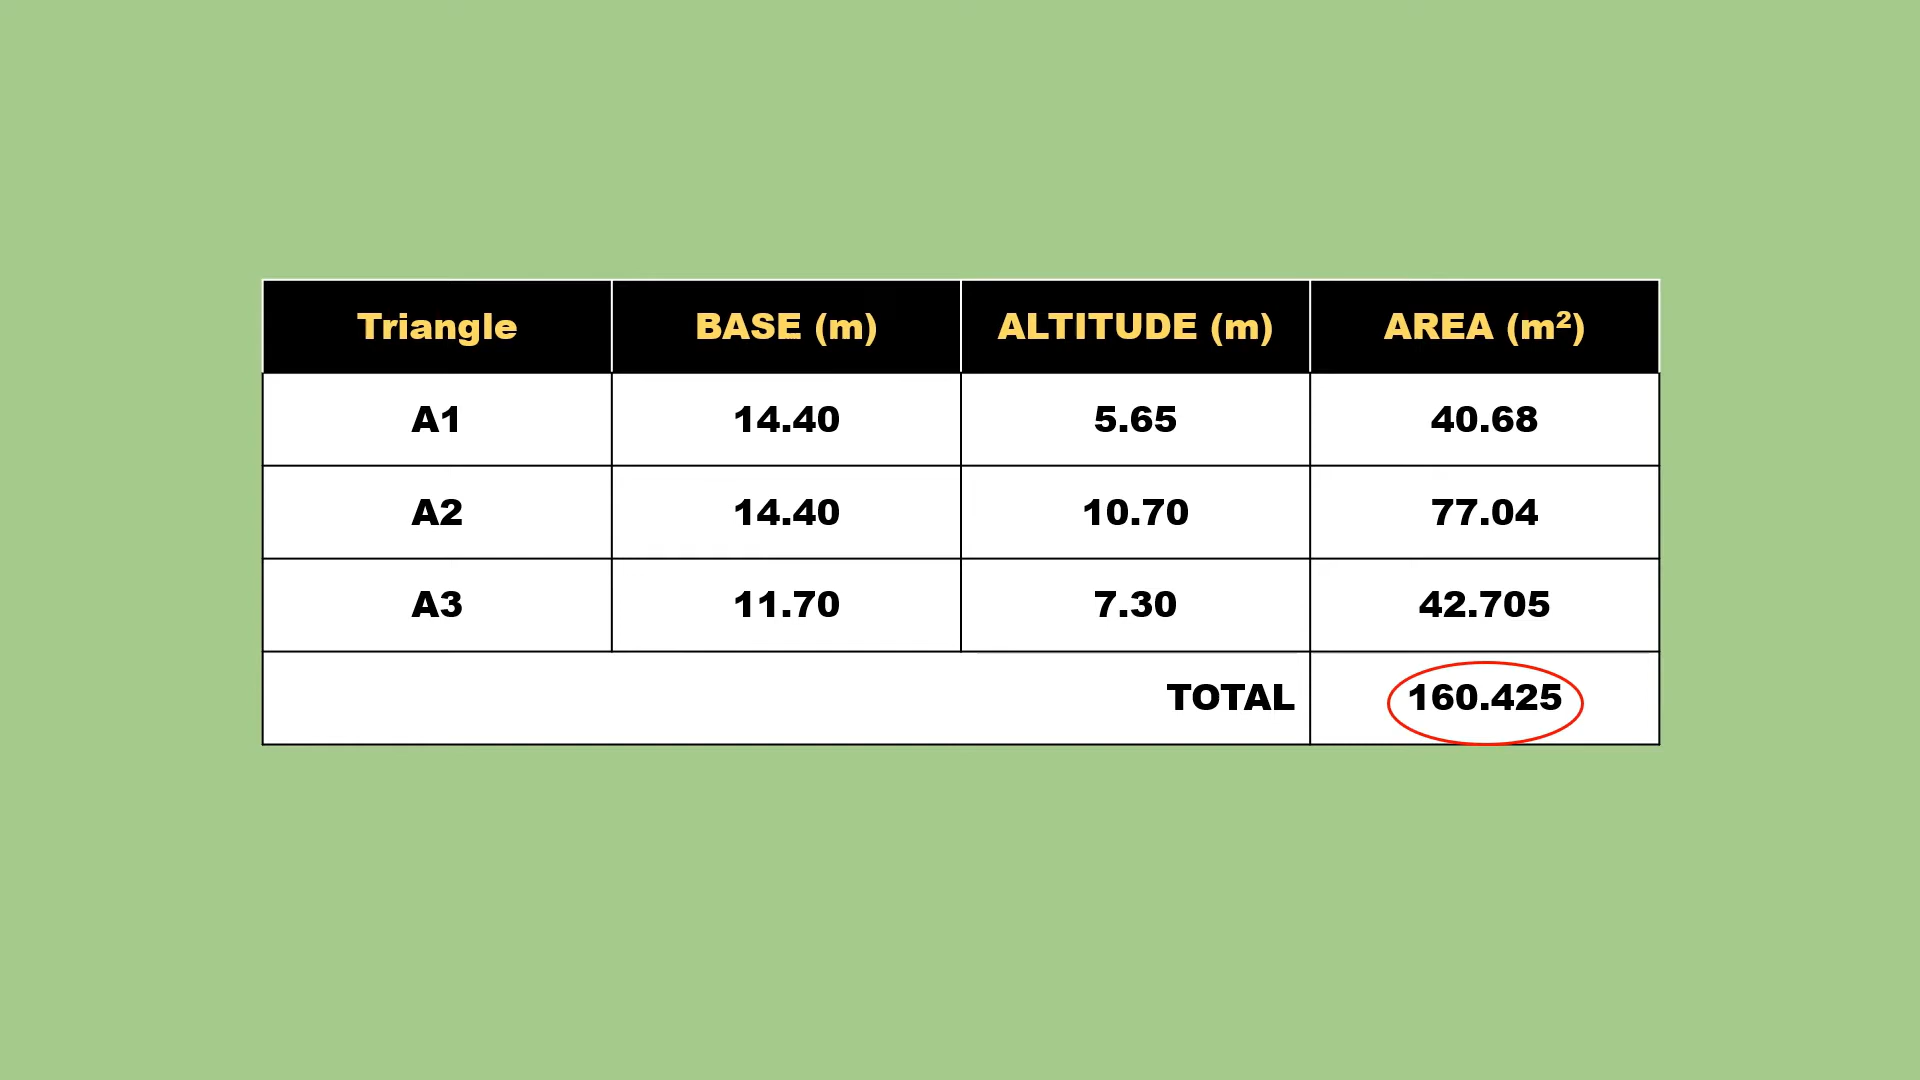 Triangle BASE (m) ALTITUDE (m) AREA (m²)
A1 14.40 5.65 40.68
A2 14.40 10.70 77.04
A3 11.70 7.30 42.705
TOTAL 160.425